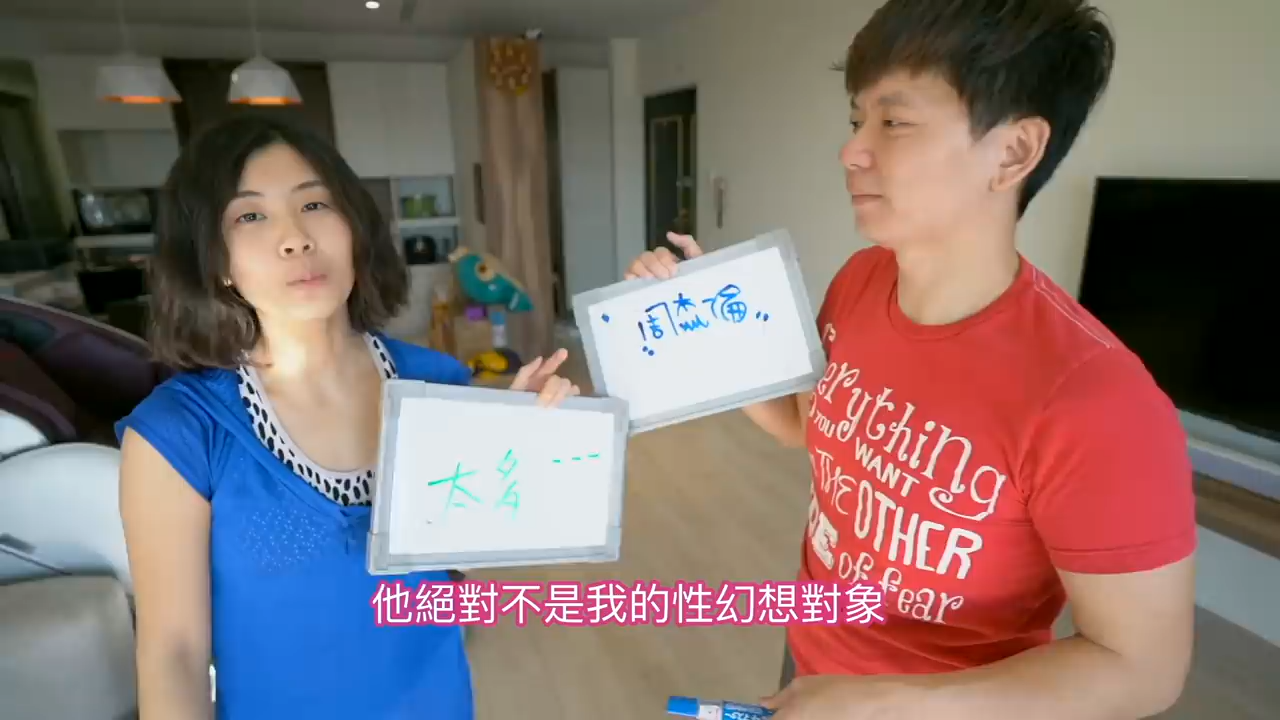 周杰倫
太多---
Everything
YOU
WANT
THE OTHER
OF fear
他絕對不是我的性幻想對象